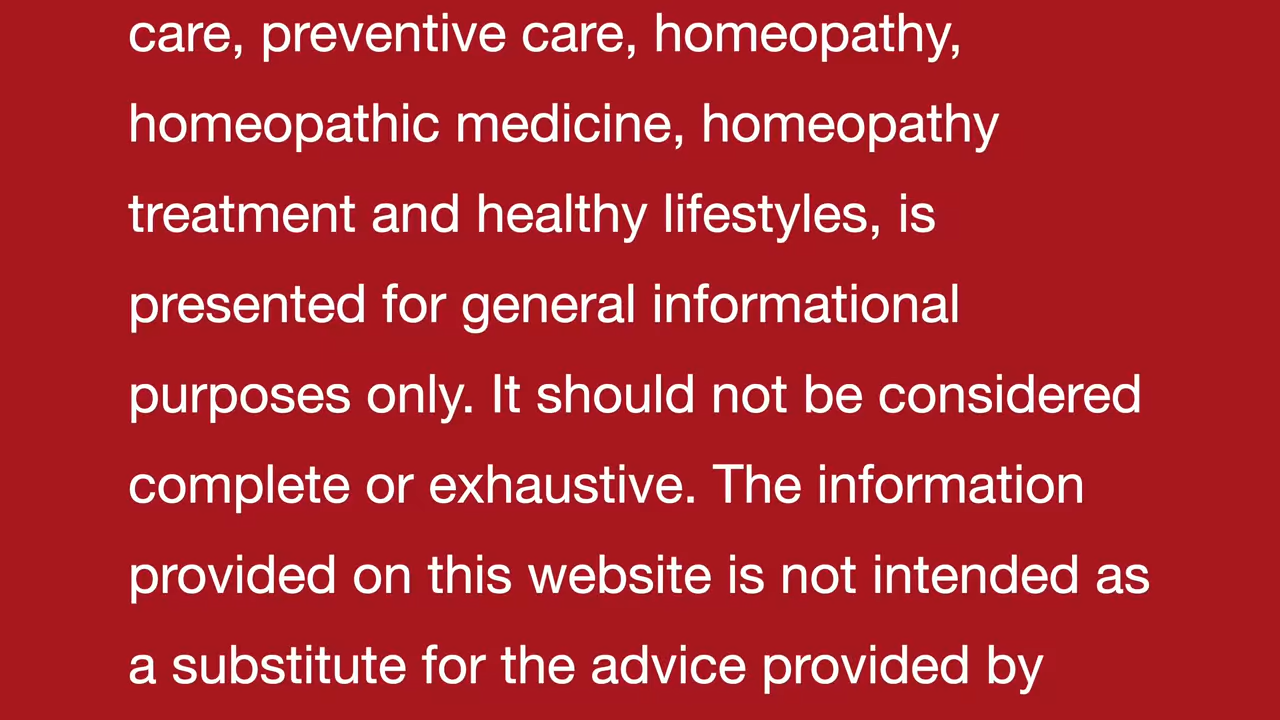 care, preventive care, homeopathy,
homeopathic medicine, homeopathy
treatment and healthy lifestyles, is
presented for general informational
purposes only. It should not be considered
complete or exhaustive. The information
provided on this website is not intended as
a substitute for the advice provided by